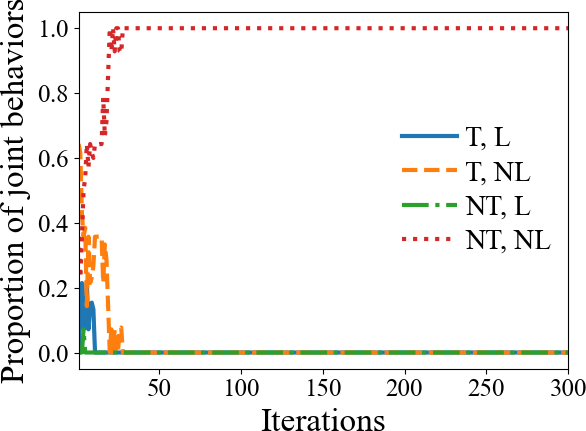 Proportion of joint behaviors
1.0
0.8
0.6
0.4
0.2
0.0
T, L
T, NL
NT, L
NT, NL
50
100
150
200
250
300
Iterations